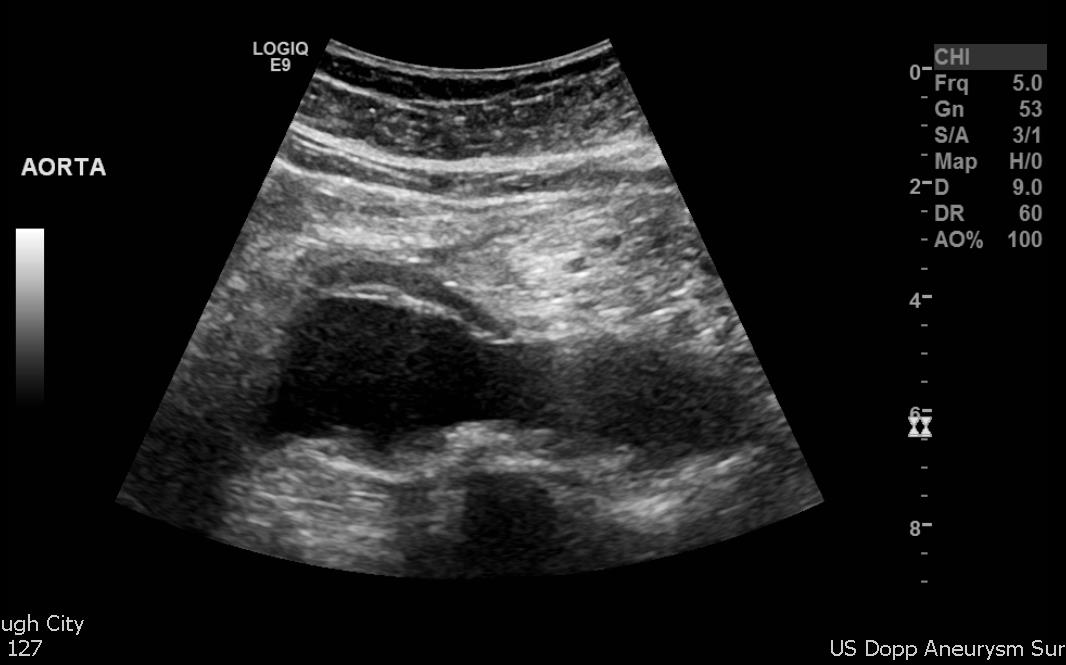 LOGIQ
E9
AORTA
CHI
Frq 5.0
Gn 53
S/A 3/1
Map H/0
D 9.0
DR 60
AO% 100
0
2
4
6
8
ugh City
127
US Dopp Aneurysm Sur